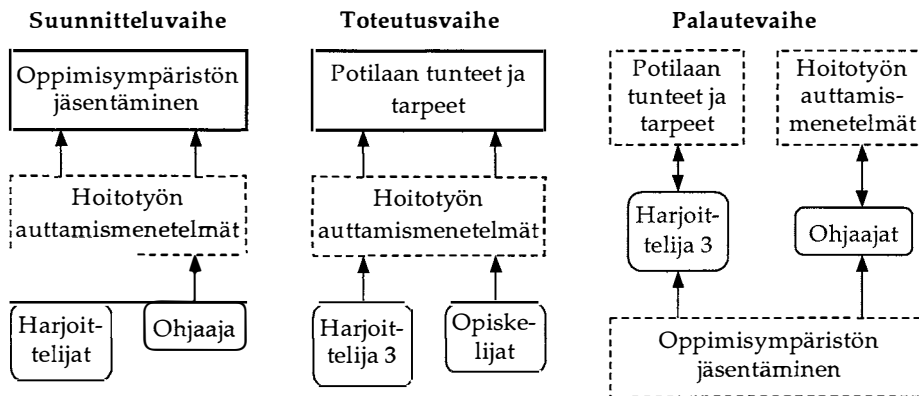 Suunnitteluvaihe
Oppimisympäristön
jäsentäminen
Hoitotyön
auttamismenetelmät
Harjoit-
telijat
Ohjaaja
Toteutusvaihe
Potilaan tunteet ja
tarpeet
Hoitotyön
auttamismenetelmät
Harjoit-
telija 3
Opiske-
lijat
Palautevaihe
Potilaan
tunteet ja
tarpeet
Hoitotyön
auttamis-
menetelmät
Harjoit-
telija 3
Ohjaajat
Oppimisympäristön
jäsentäminen